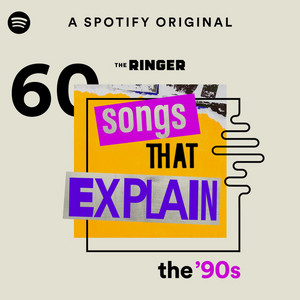 A SPOTIFY ORIGINAL
60
THE RINGER
songs
THAT
EXPLAIN
the '90s